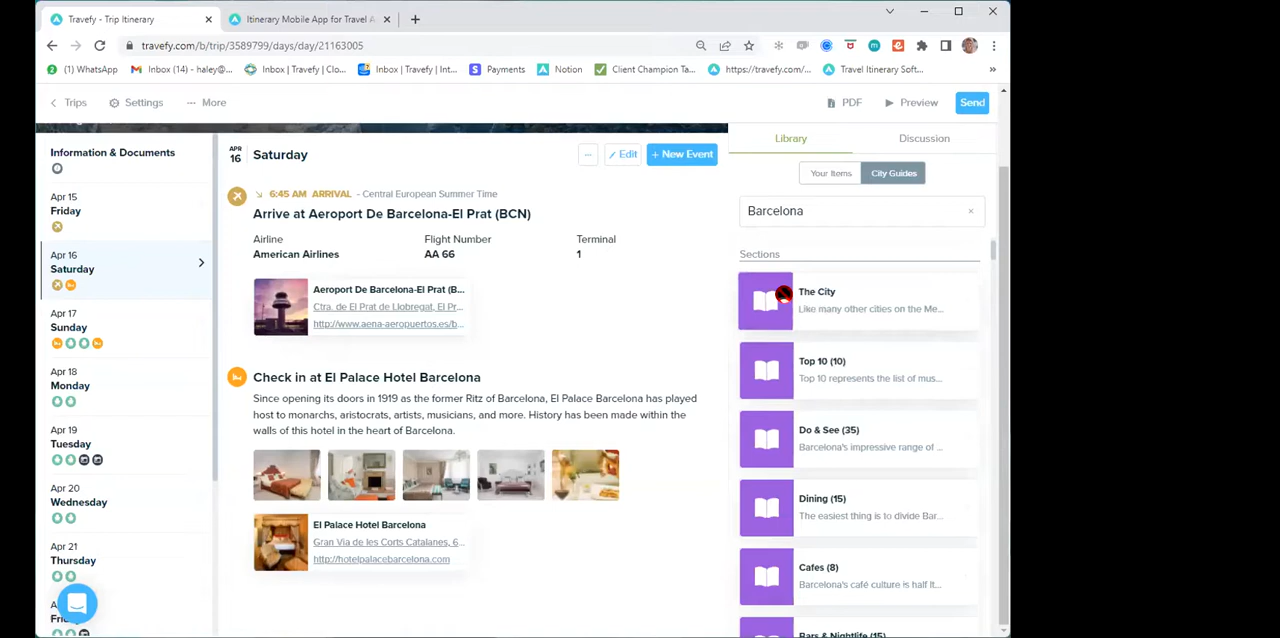 Travefy - Trip Itinerary
Itinerary Mobile App for Travel A
travefy.com/b/trip/3589799/days/day/21163005
(1) WhatsApp
Inbox (14) - haley@...
Inbox | Travefy | Clo...
Inbox | Travefy | Int...
Payments
Notion
Client Champion Ta...
https://travefy.com/...
Travel Itinerary Soft...
Trips
Settings
More
PDF
Preview
Send
Information & Documents
Apr 15
Friday
Apr 16
Saturday
Apr 17
Sunday
Apr 18
Monday
Apr 19
Tuesday
Apr 20
Wednesday
Apr 21
Thursday
APR
16
Saturday
Edit
+ New Event
6:45 AM ARRIVAL - Central European Summer Time
Arrive at Aeroport De Barcelona-El Prat (BCN)
Airline
American Airlines
Flight Number
AA 66
Terminal
1
Aeroport De Barcelona-El Prat (B...
Ctra. de El Prat de Llobregat, El Pr...
http://www.aena-aeropuertos.es/b...
Check in at El Palace Hotel Barcelona
Since opening its doors in 1919 as the former Ritz of Barcelona, El Palace Barcelona has played
host to monarchs, aristocrats, artists, musicians, and more. History has been made within the
walls of this hotel in the heart of Barcelona.
El Palace Hotel Barcelona
Gran Via de les Corts Catalanes, 6...
http://hotelpalacebarcelona.com
Library
Discussion
Your Items
City Guides
Barcelona
Sections
The City
Like many other cities on the Me...
Top 10 (10)
Top 10 represents the list of mus...
Do & See (35)
Barcelona's impressive range of ...
Dining (15)
The easiest thing is to divide Bar...
Cafes (8)
Barcelona's café culture is half it...
Bars & Nightlife (15)